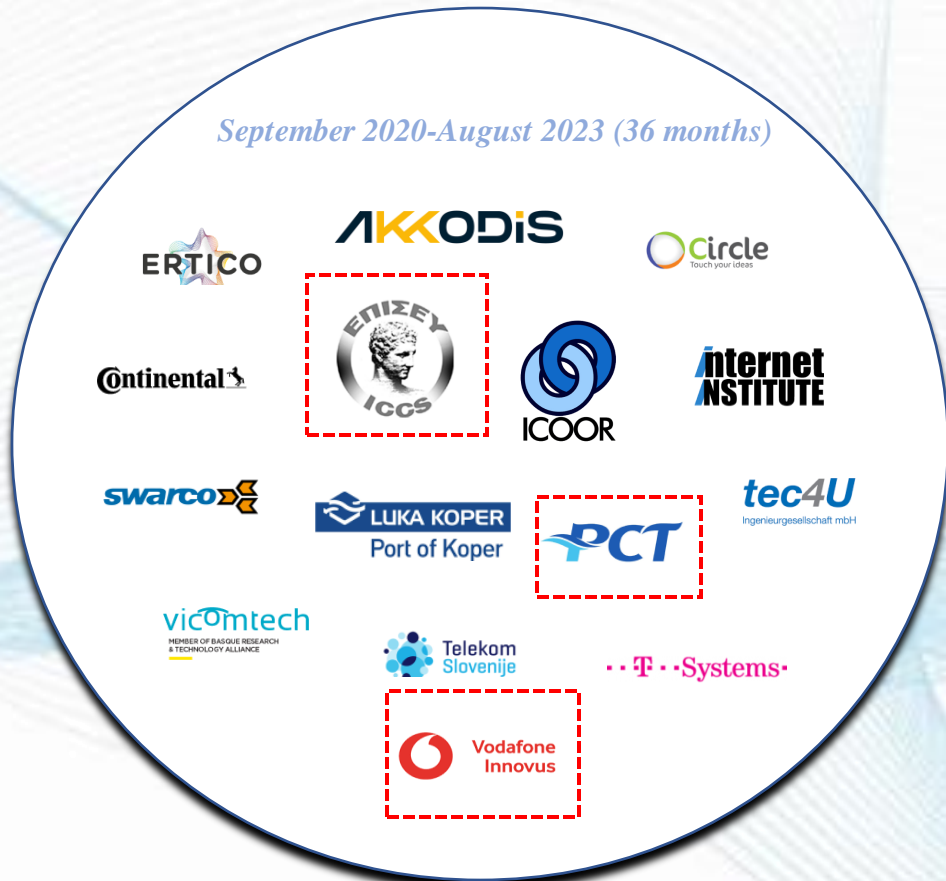 September 2020-August 2023 (36 months)
AKKODiS
ERTICO
Circle
Touch your ideas
ΕΠΙΣΕΥ
ICCS
Continental
ICOOR
internet
iNSTITUTE
swarco
LUKA KOPER
Port of Koper
PCT
tec4U
Ingenieurgesellschaft mbH
vicomtech
MEMBER OF BASQUE RESEARCH
& TECHNOLOGY ALLIANCE
Telekom
Slovenije
··T··Systems·
Vodafone
Innovus